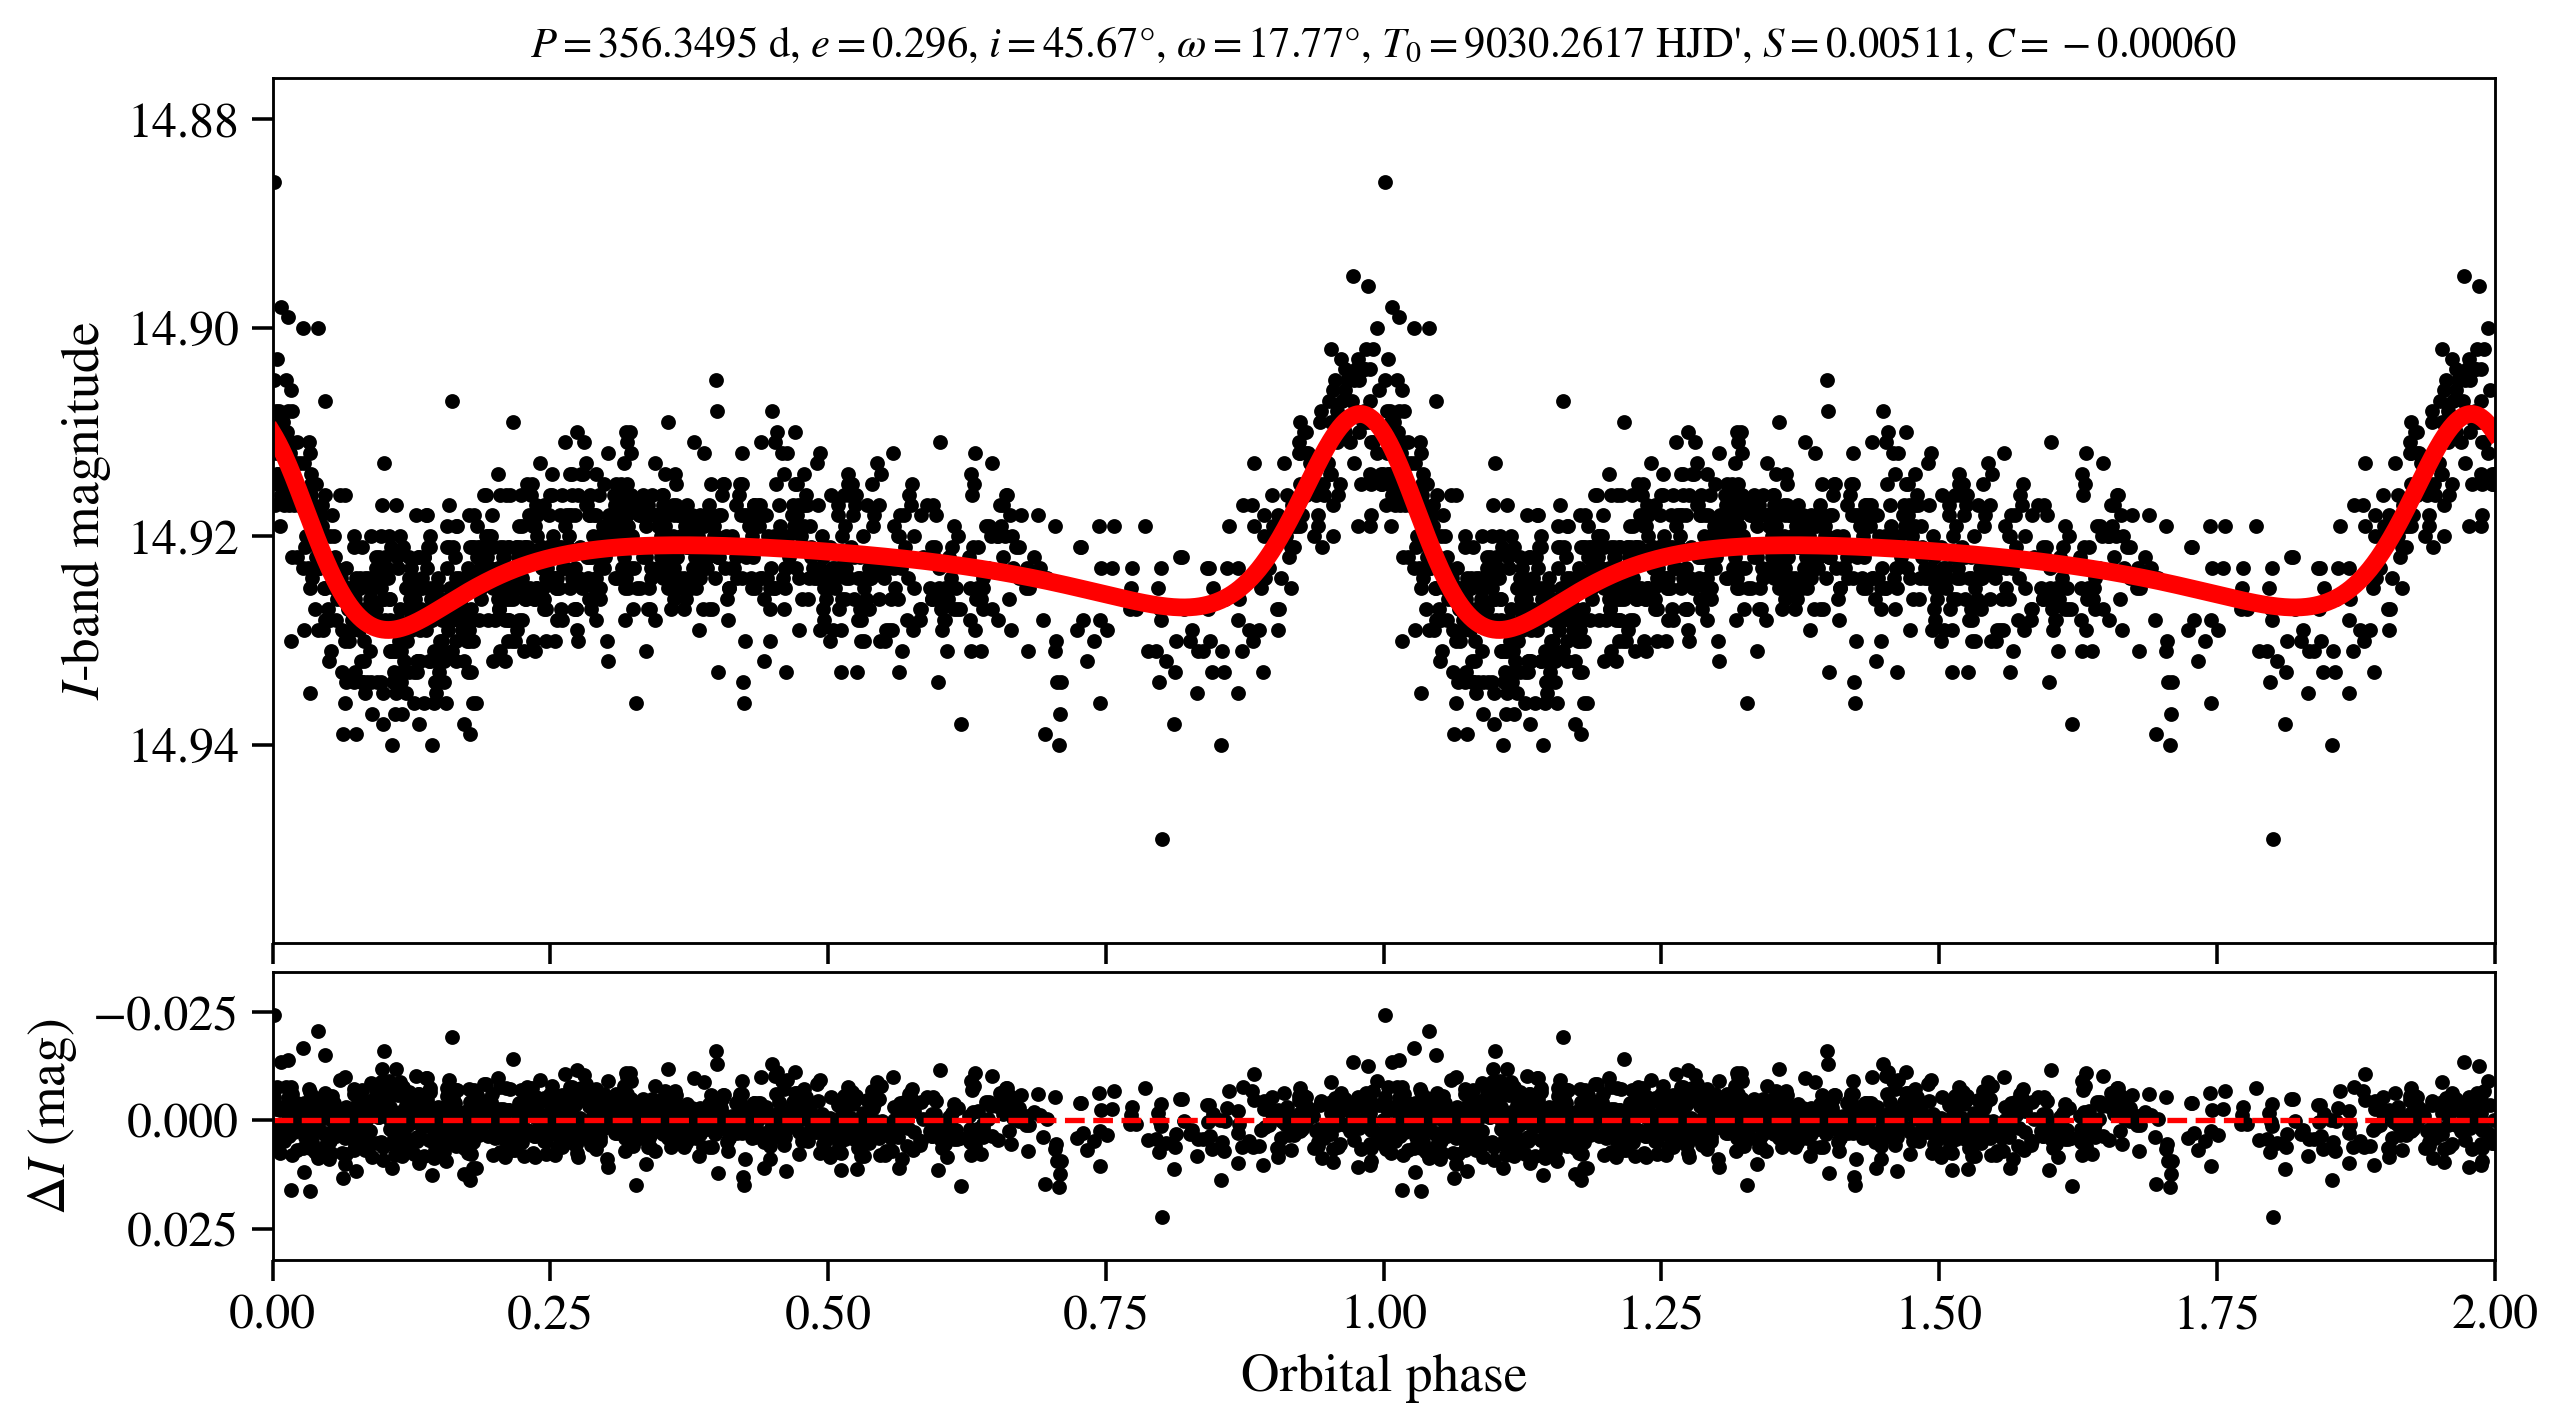 P = 356.3495 d, e = 0.296, i = 45.67°, ω = 17.77°, T₀ = 9030.2617 HJD', S = 0.00511, C = −0.00060
14.88
14.90
14.92
14.94
I-band magnitude
−0.025
0.000
0.025
ΔI (mag)
0.00 0.25 0.50 0.75 1.00 1.25 1.50 1.75 2.00
Orbital phase